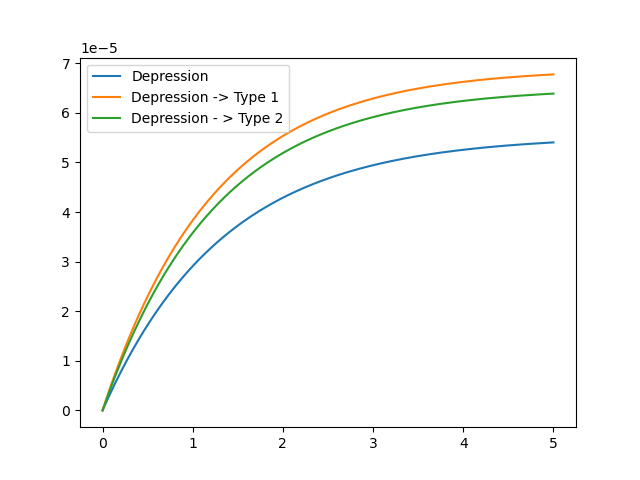 1e−5
7
6
5
4
3
2
1
0
Depression
Depression -> Type 1
Depression - > Type 2
0 1 2 3 4 5